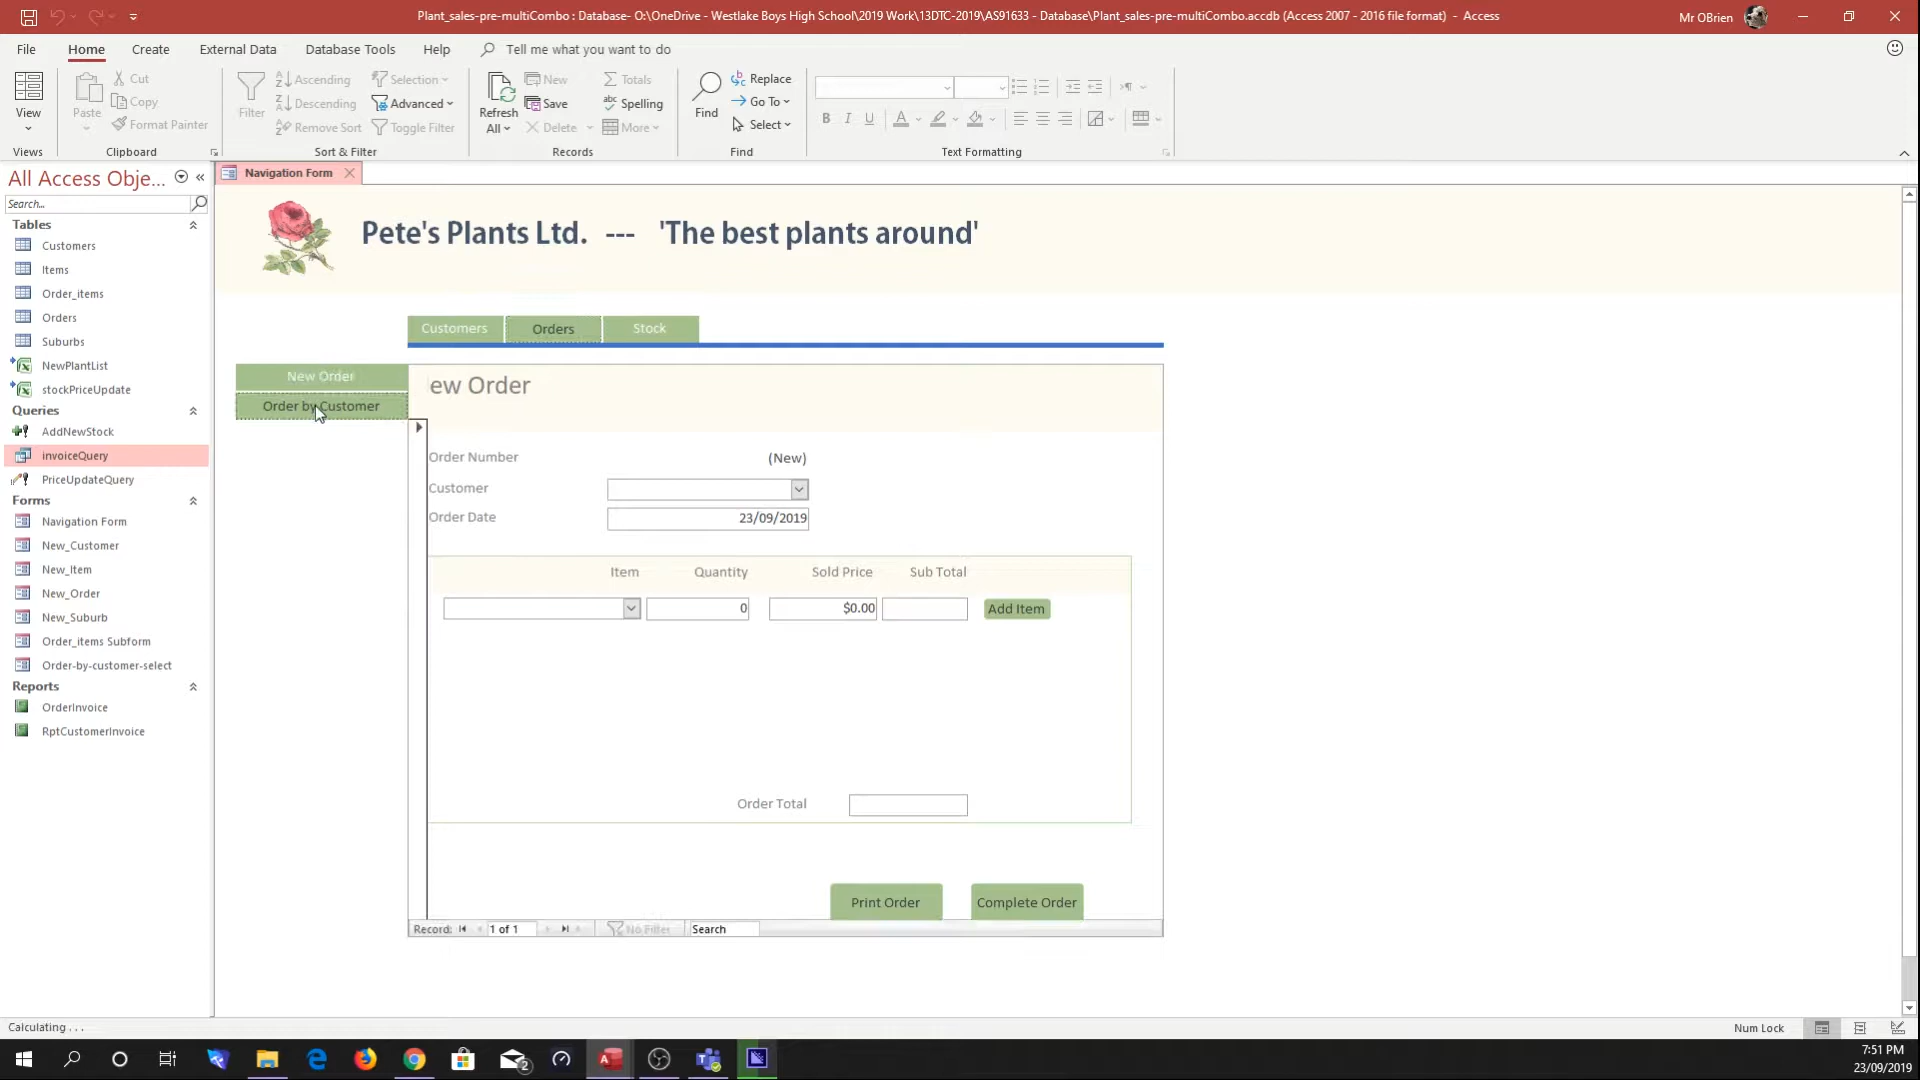 Plant_sales-pre-multiCombo : Database- O:\OneDrive - Westlake Boys High School\2019 Work\13DTC-2019\AS91633 - Database\Plant_sales-pre-multiCombo.accdb (Access 2007 - 2016 file format) - Access
Mr OBrien
File Home Create External Data Database Tools Help Tell me what you want to do
View
Paste
Cut
Copy
Format Painter
Filter
Ascending
Descending
Remove Sort
Selection
Advanced
Toggle Filter
Refresh All
New
Save
Delete
Totals
Spelling
More
Find
Replace
Go To
Select
Views Clipboard Sort & Filter Records Find Text Formatting
All Access Obje...
Search...
Tables
Customers
Items
Order_items
Orders
Suburbs
NewPlantList
stockPriceUpdate
Queries
AddNewStock
invoiceQuery
PriceUpdateQuery
Forms
Navigation Form
New_Customer
New_Item
New_Order
New_Suburb
Order_items Subform
Order-by-customer-select
Reports
OrderInvoice
RptCustomerInvoice
Navigation Form
Pete's Plants Ltd. --- 'The best plants around'
Customers Orders Stock
New Order
Order by Customer
ew Order
Order Number (New)
Customer
Order Date 23/09/2019
Item Quantity Sold Price Sub Total
0 $0.00 Add Item
Order Total
Print Order Complete Order
Record: 1 of 1 No Filter Search
Calculating . . .
Num Lock
2
7:51 PM
23/09/2019